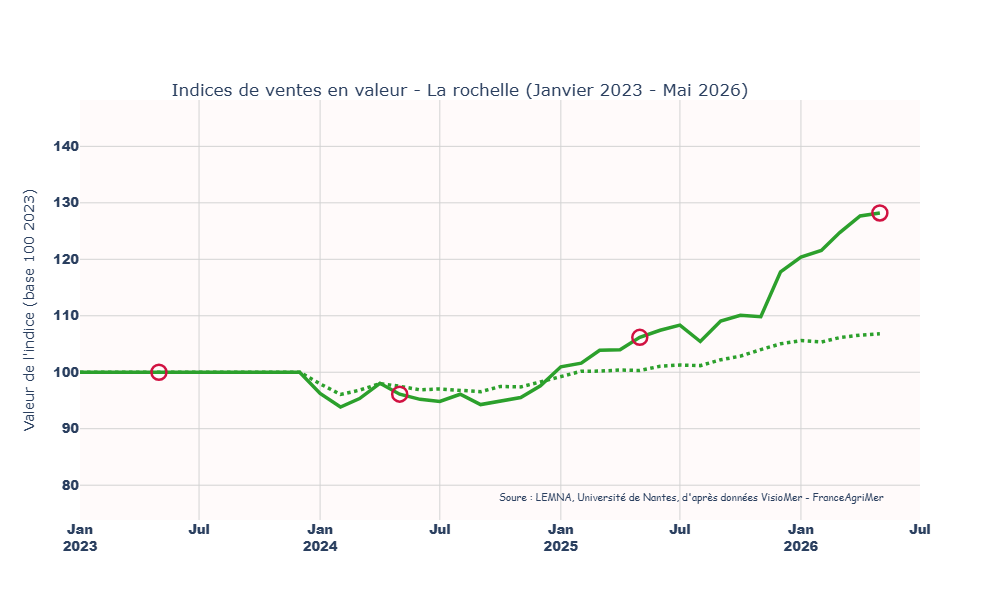 Indices de ventes en valeur - La rochelle (Janvier 2023 - Mai 2026)
Valeur de l'indice (base 100 2023)
140
130
120
110
100
90
80
Soure : LEMNA, Université de Nantes, d'après données VisioMer - FranceAgriMer
Jan Jul Jan Jul Jan Jul Jan Jul
2023 2024 2025 2026